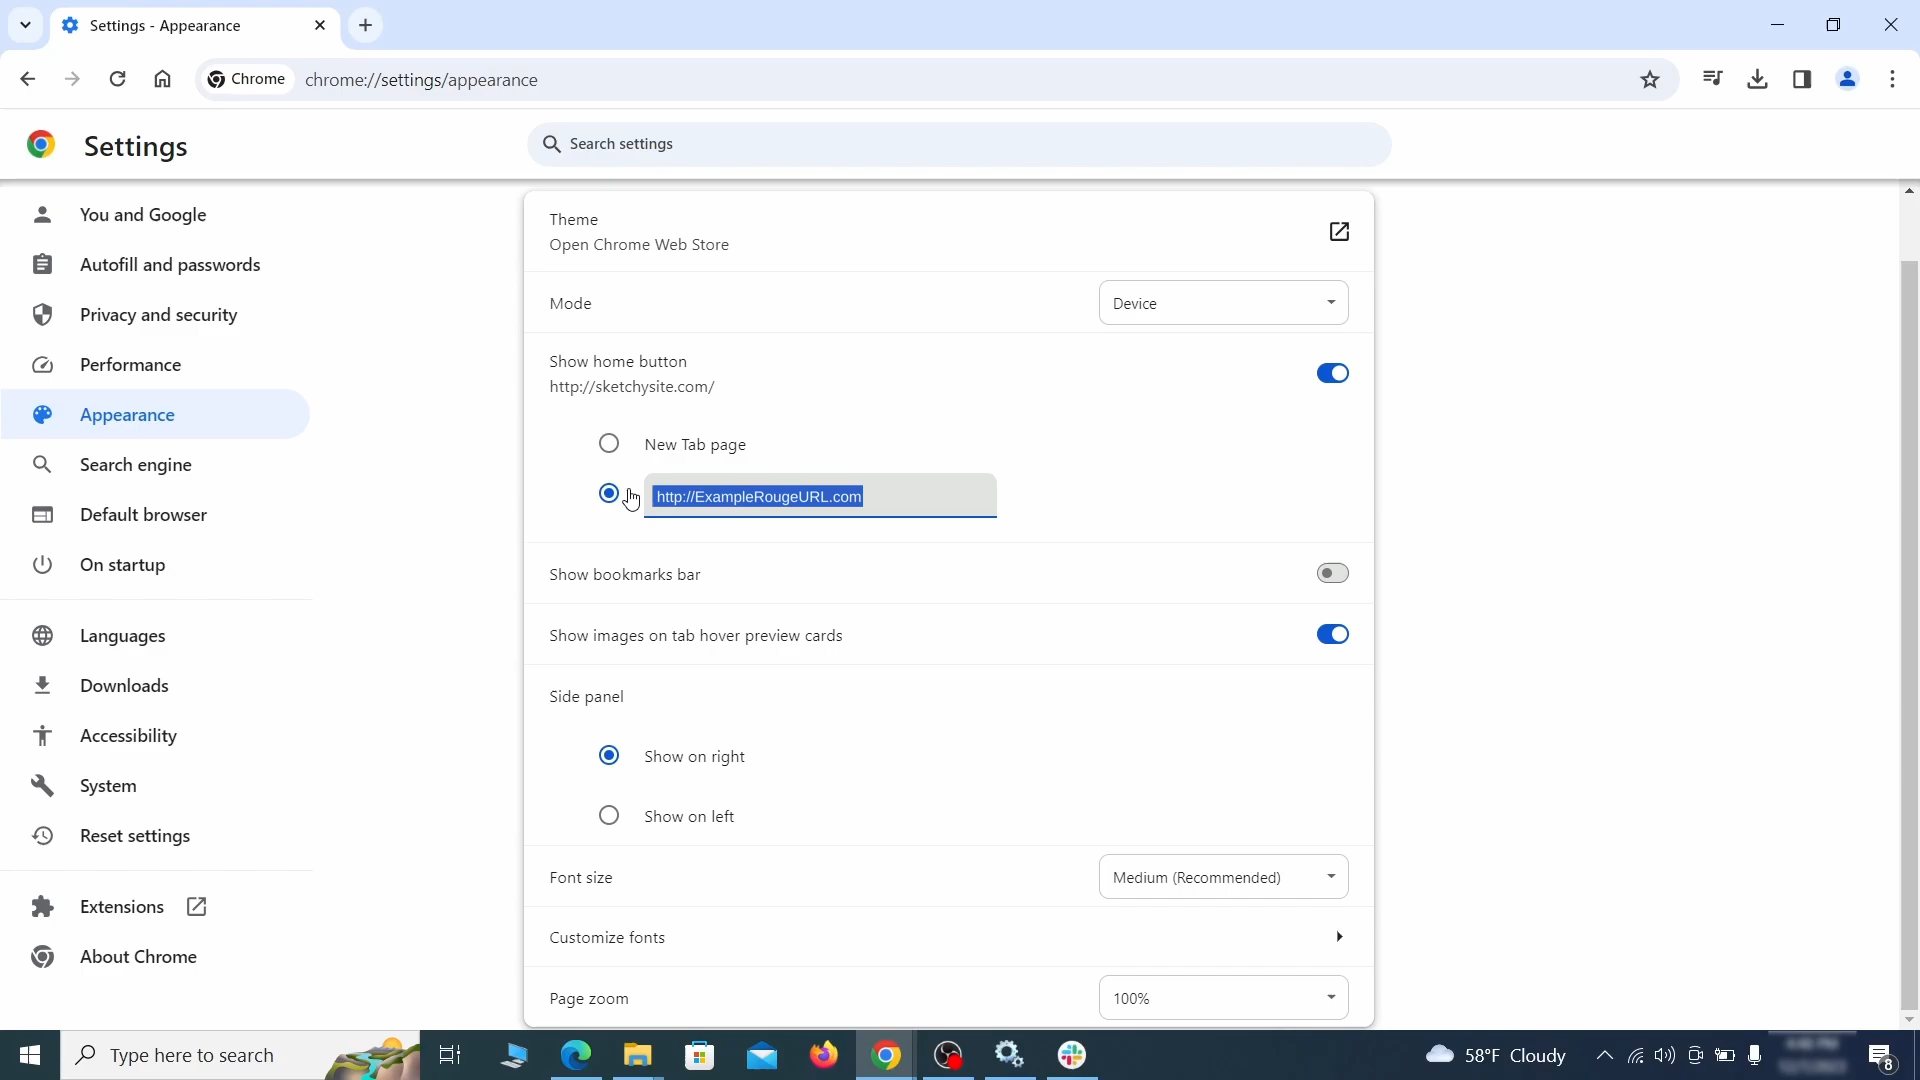 Settings - Appearance
Chrome
chrome://settings/appearance
Settings
Search settings
You and Google
Autofill and passwords
Privacy and security
Performance
Appearance
Search engine
Default browser
On startup
Languages
Downloads
Accessibility
System
Reset settings
Extensions
About Chrome
Theme
Open Chrome Web Store
Mode
Device
Show home button
http://sketchysite.com/
New Tab page
http://ExampleRougeURL.com
Show bookmarks bar
Show images on tab hover preview cards
Side panel
Show on right
Show on left
Font size
Medium (Recommended)
Customize fonts
Page zoom
100%
Type here to search
58°F Cloudy
8